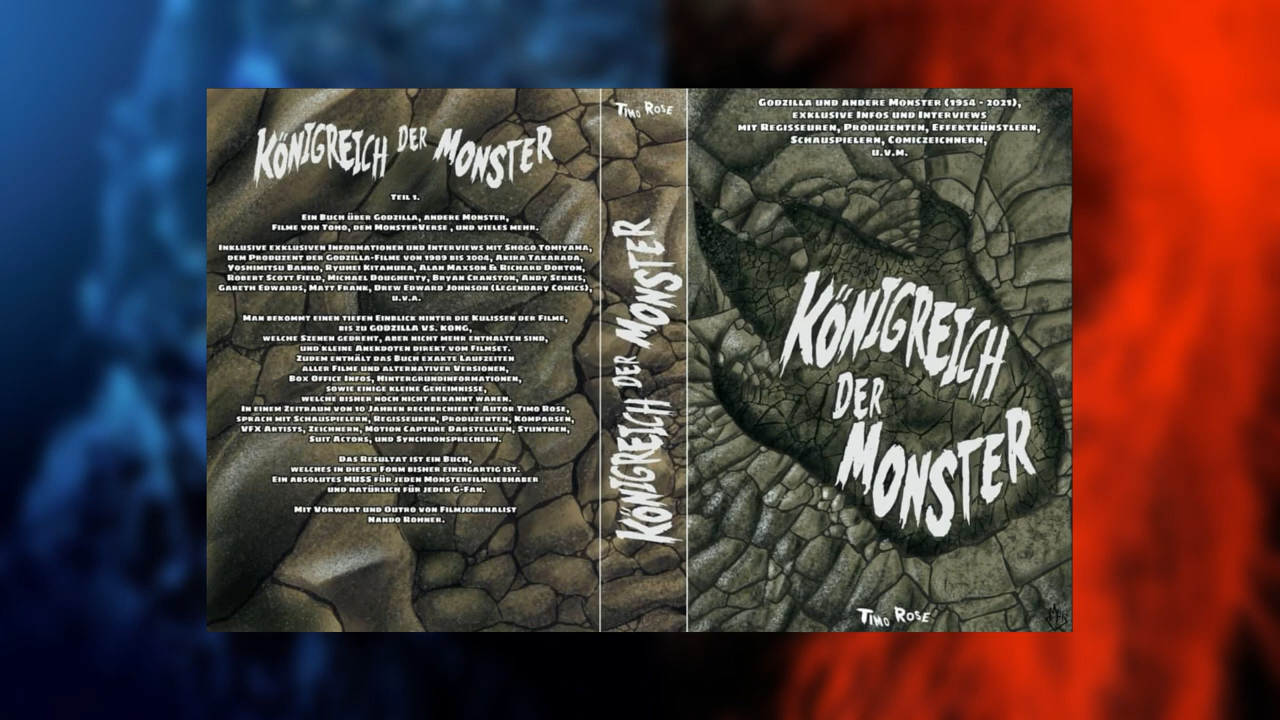 KÖNIGREICH DER MONSTER
TEIL 1.
EIN BUCH ÜBER GODZILLA, ANDERE MONSTER,
FILME VON TOHO, DEM MONSTERVERSE , UND VIELES MEHR.
INKLUSIVE EXKLUSIVEN INFORMATIONEN UND INTERVIEWS MIT SHOGO TOMIYAMA,
DEM PRODUZENT DER GODZILLA-FILME VON 1989 BIS 2004, AKIRA TAKARADA,
YOSHIMITSU BANNO, RYUHEI KITAMURA, ALAN MAXSON & RICHARD DORTON,
ROBERT SCOTT FIELD, MICHAEL DOUGHERTY, BRYAN CRANSTON, ANDY SERKIS,
GARETH EDWARDS, MATT FRANK, DREW EDWARD JOHNSON (LEGENDARY COMICS),
U.V.A.
MAN BEKOMMT EINEN TIEFEN EINBLICK HINTER DIE KULISSEN DER FILME,
BIS ZU GODZILLA VS. KONG,
WELCHE SZENEN GEDREHT, ABER NICHT MEHR ENTHALTEN SIND,
UND KLEINE ANEKDOTEN DIREKT VOM FILMSET.
ZUDEM ENTHÄLT DAS BUCH EXAKTE LAUFZEITEN
ALLER FILME UND ALTERNATIVER VERSIONEN,
BOX OFFICE INFOS, HINTERGRUNDINFORMATIONEN,
SOWIE EINIGE KLEINE GEHEIMNISSE,
WELCHE BISHER NOCH NICHT BEKANNT WAREN.
IN EINEM ZEITRAUM VON 10 JAHREN RECHERCHIERTE AUTOR TIMO ROSE,
SPRACH MIT SCHAUSPIELERN, REGISSEUREN, PRODUZENTEN, KOMPARSEN,
VFX ARTISTS, ZEICHNERN, MOTION CAPTURE DARSTELLERN, STUNTMEN,
SUIT ACTORS, UND SYNCHRONSPRECHERN.
DAS RESULTAT IST EIN BUCH,
WELCHES IN DIESER FORM BISHER EINZIGARTIG IST.
EIN ABSOLUTES MUSS FÜR JEDEN MONSTERFILMLIEBHABER
UND NATÜRLICH FÜR JEDEN G-FAN.
MIT VORWORT UND OUTRO VON FILMJOURNALIST
NANDO ROHNER.
TIMO ROSE
KÖNIGREICH DER MONSTER
GODZILLA UND ANDERE MONSTER (1954 - 2021),
EXKLUSIVE INFOS UND INTERVIEWS
MIT REGISSEUREN, PRODUZENTEN, EFFEKTKÜNSTLERN,
SCHAUSPIELERN, COMICZEICHNERN,
U.V.M.
KÖNIGREICH
DER
MONSTER
TIMO ROSE